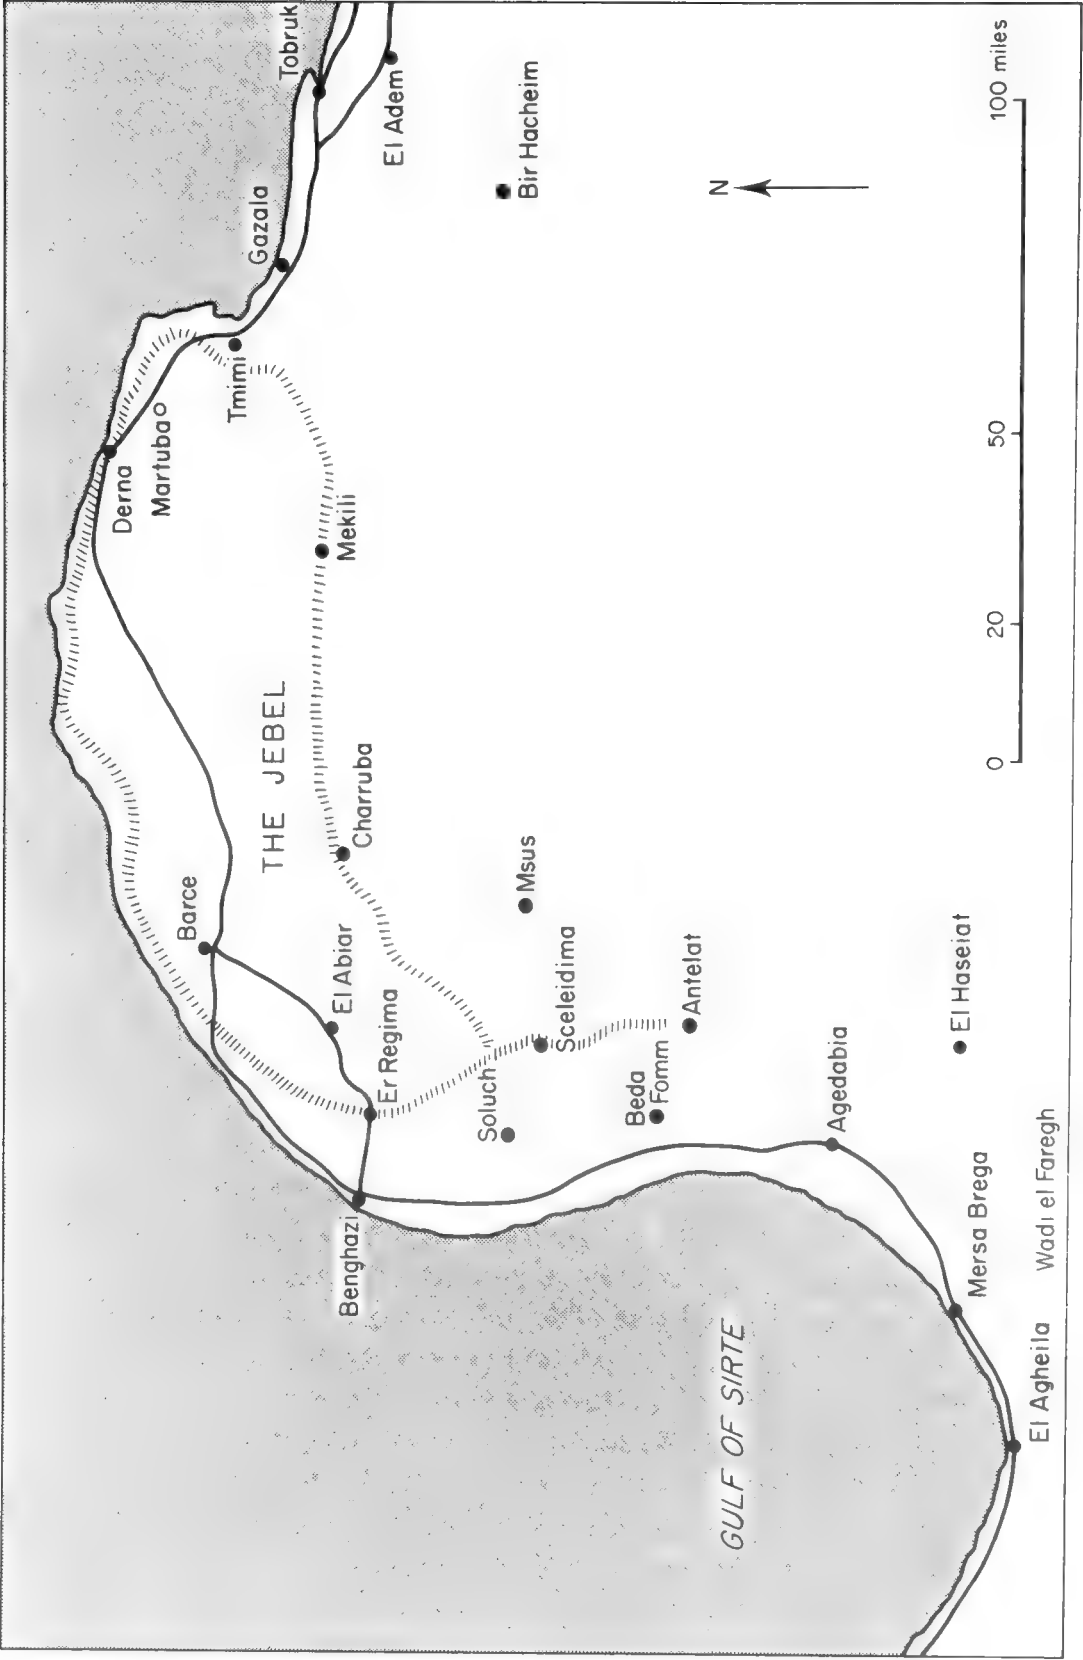 Tobruk
El Adem
Bir Hacheim
Gazala
Tmimi
Martuba
Derna
Mekili
THE JEBEL
Charruba
Msus
Barce
El Abiar
Er Regima
Sceleidima
Antelat
Soluch
Beda
Fomm
Benghazi
Agedabia
El Haseiat
Mersa Brega
Wadi el Faregh
El Agheila
GULF OF SIRTE
N
0 20 50 100 miles